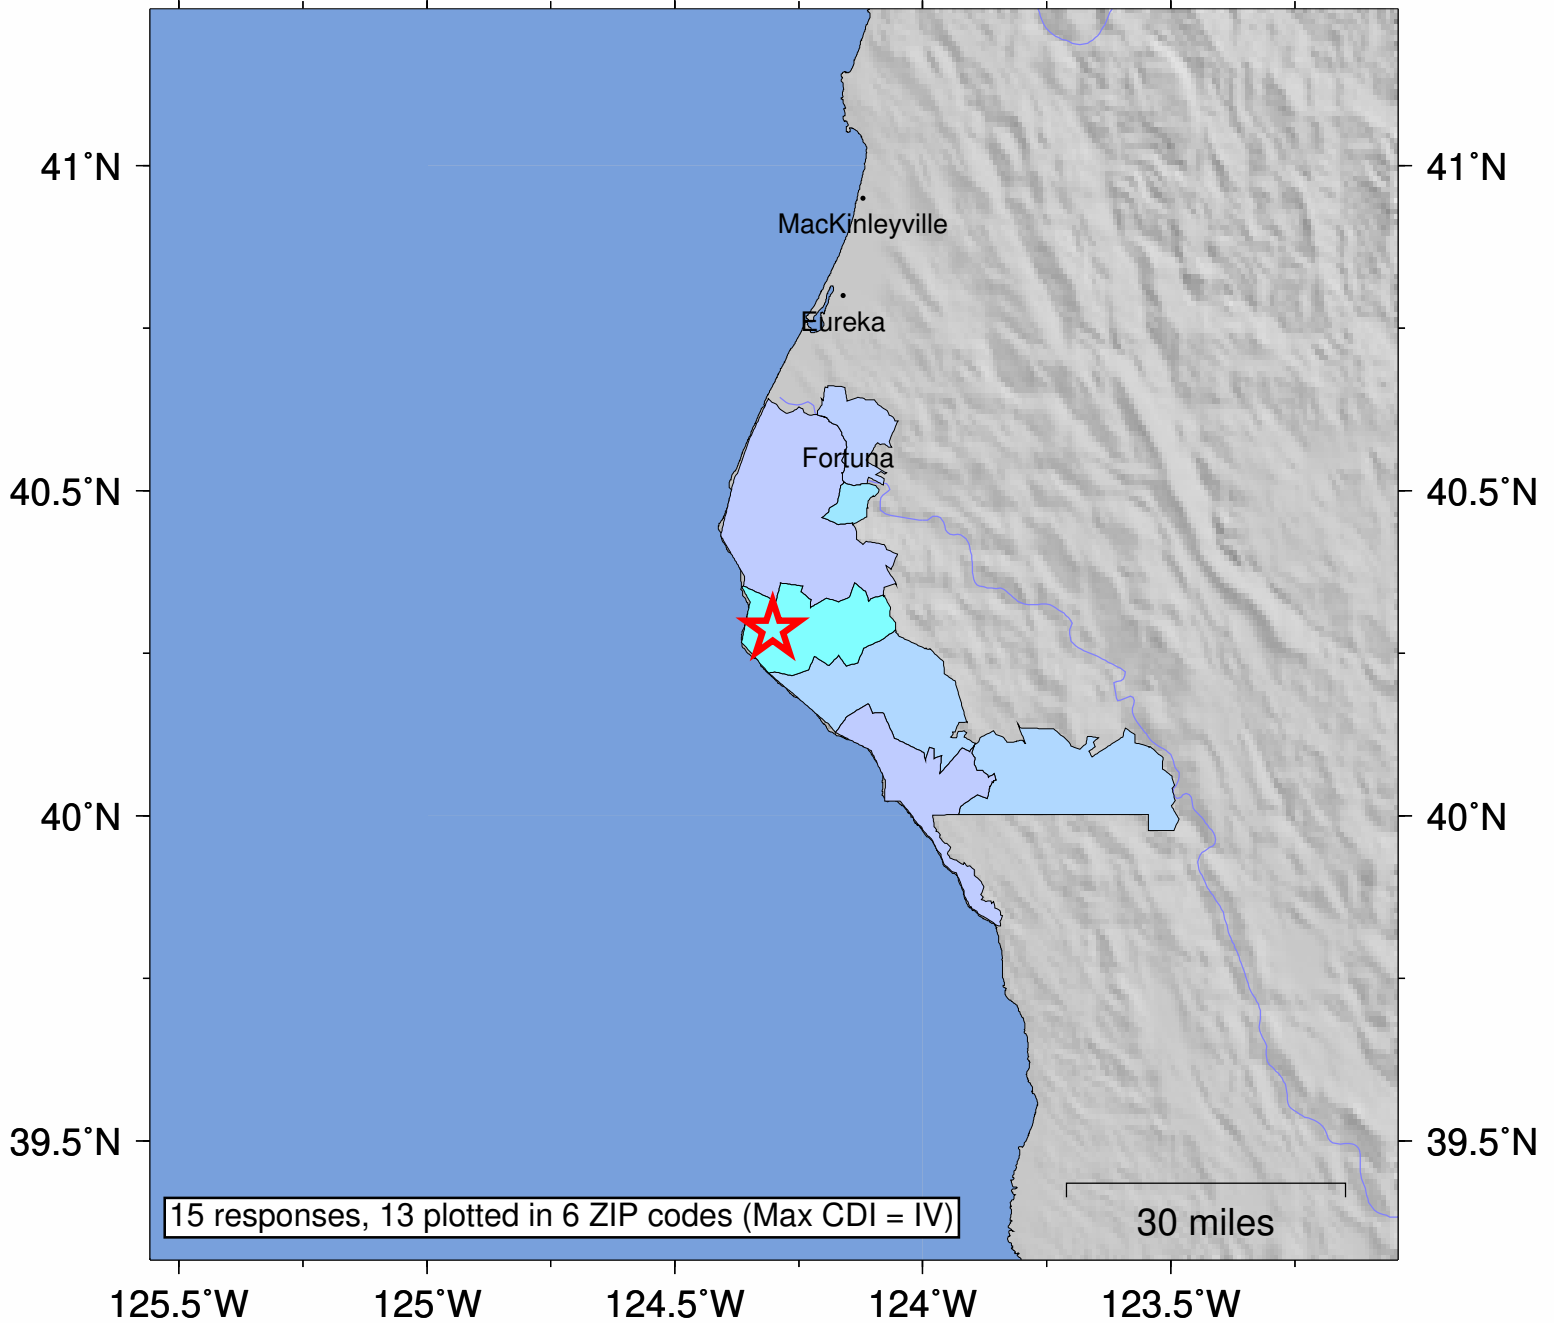 41˚N
41˚N
MacKinleyville
Eureka
Fortuna
40.5˚N
40.5˚N
40˚N
40˚N
39.5˚N
39.5˚N
15 responses, 13 plotted in 6 ZIP codes (Max CDI = IV)
30 miles
125.5˚W
125˚W
124.5˚W
124˚W
123.5˚W